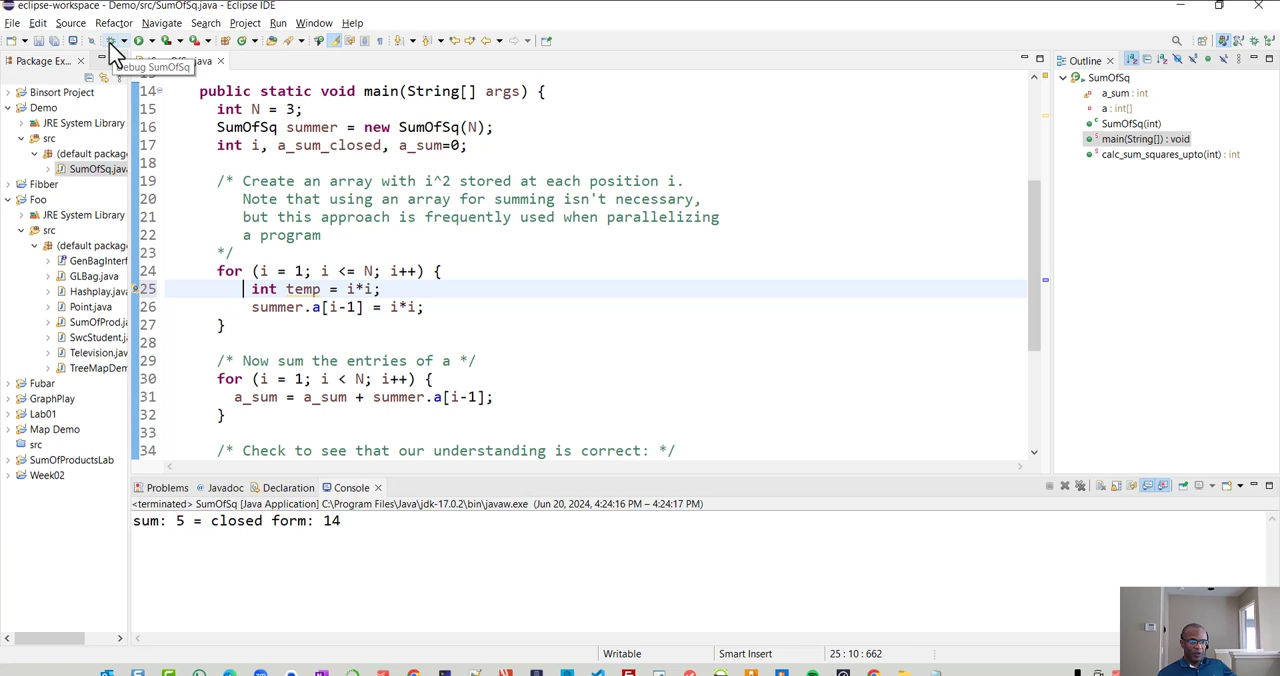 eclipse-workspace - Demo/src/SumOfSq.java - Eclipse IDE
File Edit Source Refactor Navigate Search Project Run Window Help
Debug SumOfSq
Package Ex...
Binsort Project
Demo
JRE System Library
src
(default package
SumOfSq.java
Fibber
Foo
JRE System Library
src
(default package
GenBagInterf
GLBag.java
Hashplay.java
Point.java
SumOfProd.j
SwcStudent.j
Television.jav
TreeMapDem
Fubar
GraphPlay
Lab01
Map Demo
src
SumOfProductsLab
Week02
14 public static void main(String[] args) {
15 int N = 3;
16 SumOfSq summer = new SumOfSq(N);
17 int i, a_sum_closed, a_sum=0;
18
19 /* Create an array with i^2 stored at each position i.
20 Note that using an array for summing isn't necessary,
21 but this approach is frequently used when parallelizing
22 a program
23 */
24 for (i = 1; i <= N; i++) {
25 int temp = i*i;
26 summer.a[i-1] = i*i;
27 }
28
29 /* Now sum the entries of a */
30 for (i = 1; i < N; i++) {
31 a_sum = a_sum + summer.a[i-1];
32 }
33
34 /* Check to see that our understanding is correct: */
Outline
SumOfSq
a_sum : int
a : int[]
SumOfSq(int)
main(String[]) : void
calc_sum_squares_upto(int) : int
Problems Javadoc Declaration Console
<terminated> SumOfSq [Java Application] C:\Program Files\Java\jdk-17.0.2\bin\javaw.exe (Jun 20, 2024, 4:24:16 PM – 4:24:17 PM)
sum: 5 = closed form: 14
Writable Smart Insert 25 : 10 : 662